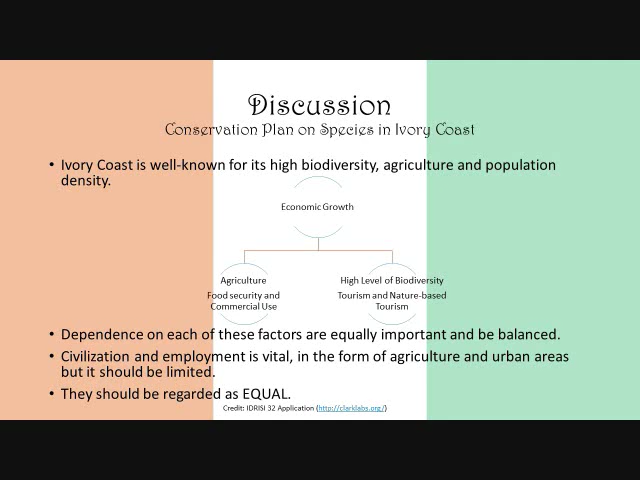 Discussion
Conservation Plan on Species in Ivory Coast
• Ivory Coast is well-known for its high biodiversity, agriculture and population
density.
Economic Growth
Agriculture
Food security and
Commercial Use
High Level of Biodiversity
Tourism and Nature-based
Tourism
• Dependence on each of these factors are equally important and be balanced.
• Civilization and employment is vital, in the form of agriculture and urban areas
but it should be limited.
• They should be regarded as EQUAL.
Credit: IDRISI 32 Application (http://clarklabs.org/)